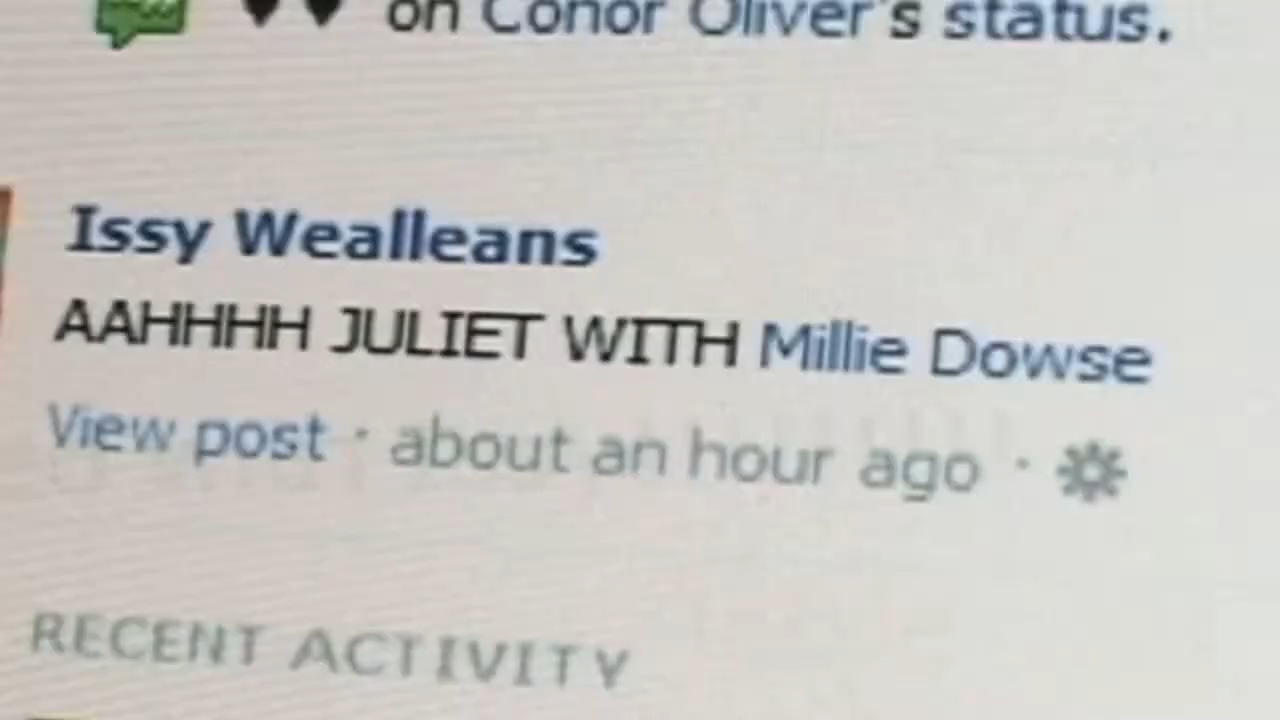 on Conor Oliver's status.
Issy Wealleans
AAHHHH JULIET WITH Millie Dowse
View post · about an hour ago ·
RECENT ACTIVITY